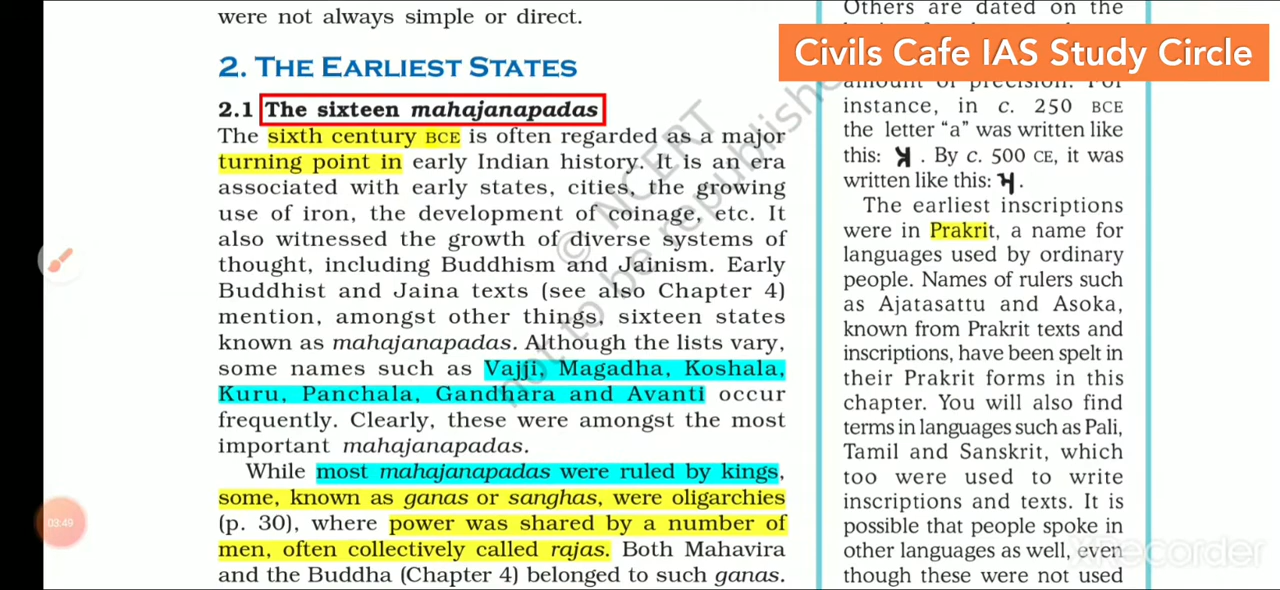 were not always simple or direct.
2. THE EARLIEST STATES
2.1 The sixteen mahajanapadas
The sixth century BCE is often regarded as a major
turning point in early Indian history. It is an era
associated with early states, cities, the growing
use of iron, the development of coinage, etc. It
also witnessed the growth of diverse systems of
thought, including Buddhism and Jainism. Early
Buddhist and Jaina texts (see also Chapter 4)
mention, amongst other things, sixteen states
known as mahajanapadas. Although the lists vary,
some names such as Vajji, Magadha, Koshala,
Kuru, Panchala, Gandhara and Avanti occur
frequently. Clearly, these were amongst the most
important mahajanapadas.
While most mahajanapadas were ruled by kings,
some, known as ganas or sanghas, were oligarchies
(p. 30), where power was shared by a number of
men, often collectively called rajas. Both Mahavira
and the Buddha (Chapter 4) belonged to such ganas.
Others are dated on the
Civils Cafe IAS Study Circle
amount of precision. For
instance, in c. 250 BCE
the letter "a" was written like
this: 𑀅 . By c. 500 CE, it was
written like this:
The earliest inscriptions
were in Prakrit, a name for
languages used by ordinary
people. Names of rulers such
as Ajatasattu and Asoka,
known from Prakrit texts and
inscriptions, have been spelt in
their Prakrit forms in this
chapter. You will also find
terms in languages such as Pali,
Tamil and Sanskrit, which
too were used to write
inscriptions and texts. It is
possible that people spoke in
other languages as well, even
though these were not used
© NCERT
not to be republished
03:49
XRecorder